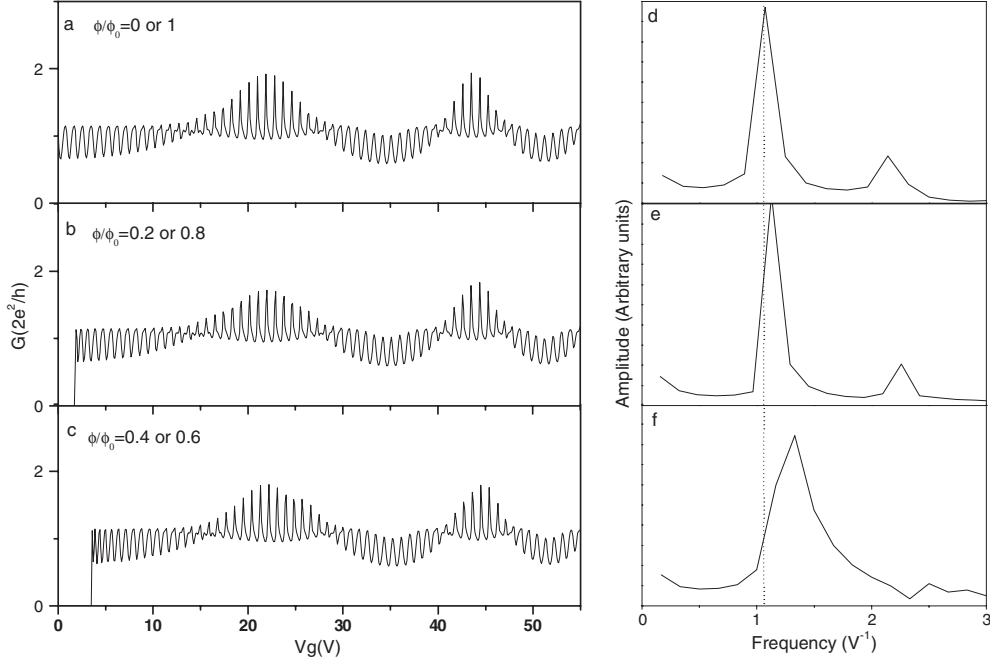 a
ϕ/ϕ₀=0 or 1
2
0
b
ϕ/ϕ₀=0.2 or 0.8
2
0
c
ϕ/ϕ₀=0.4 or 0.6
2
0
G(2e²/h)
0
10
20
30
40
50
Vg(V)
d
e
f
Amplitude (Arbitrary units)
0
1
2
3
Frequency (V⁻¹)